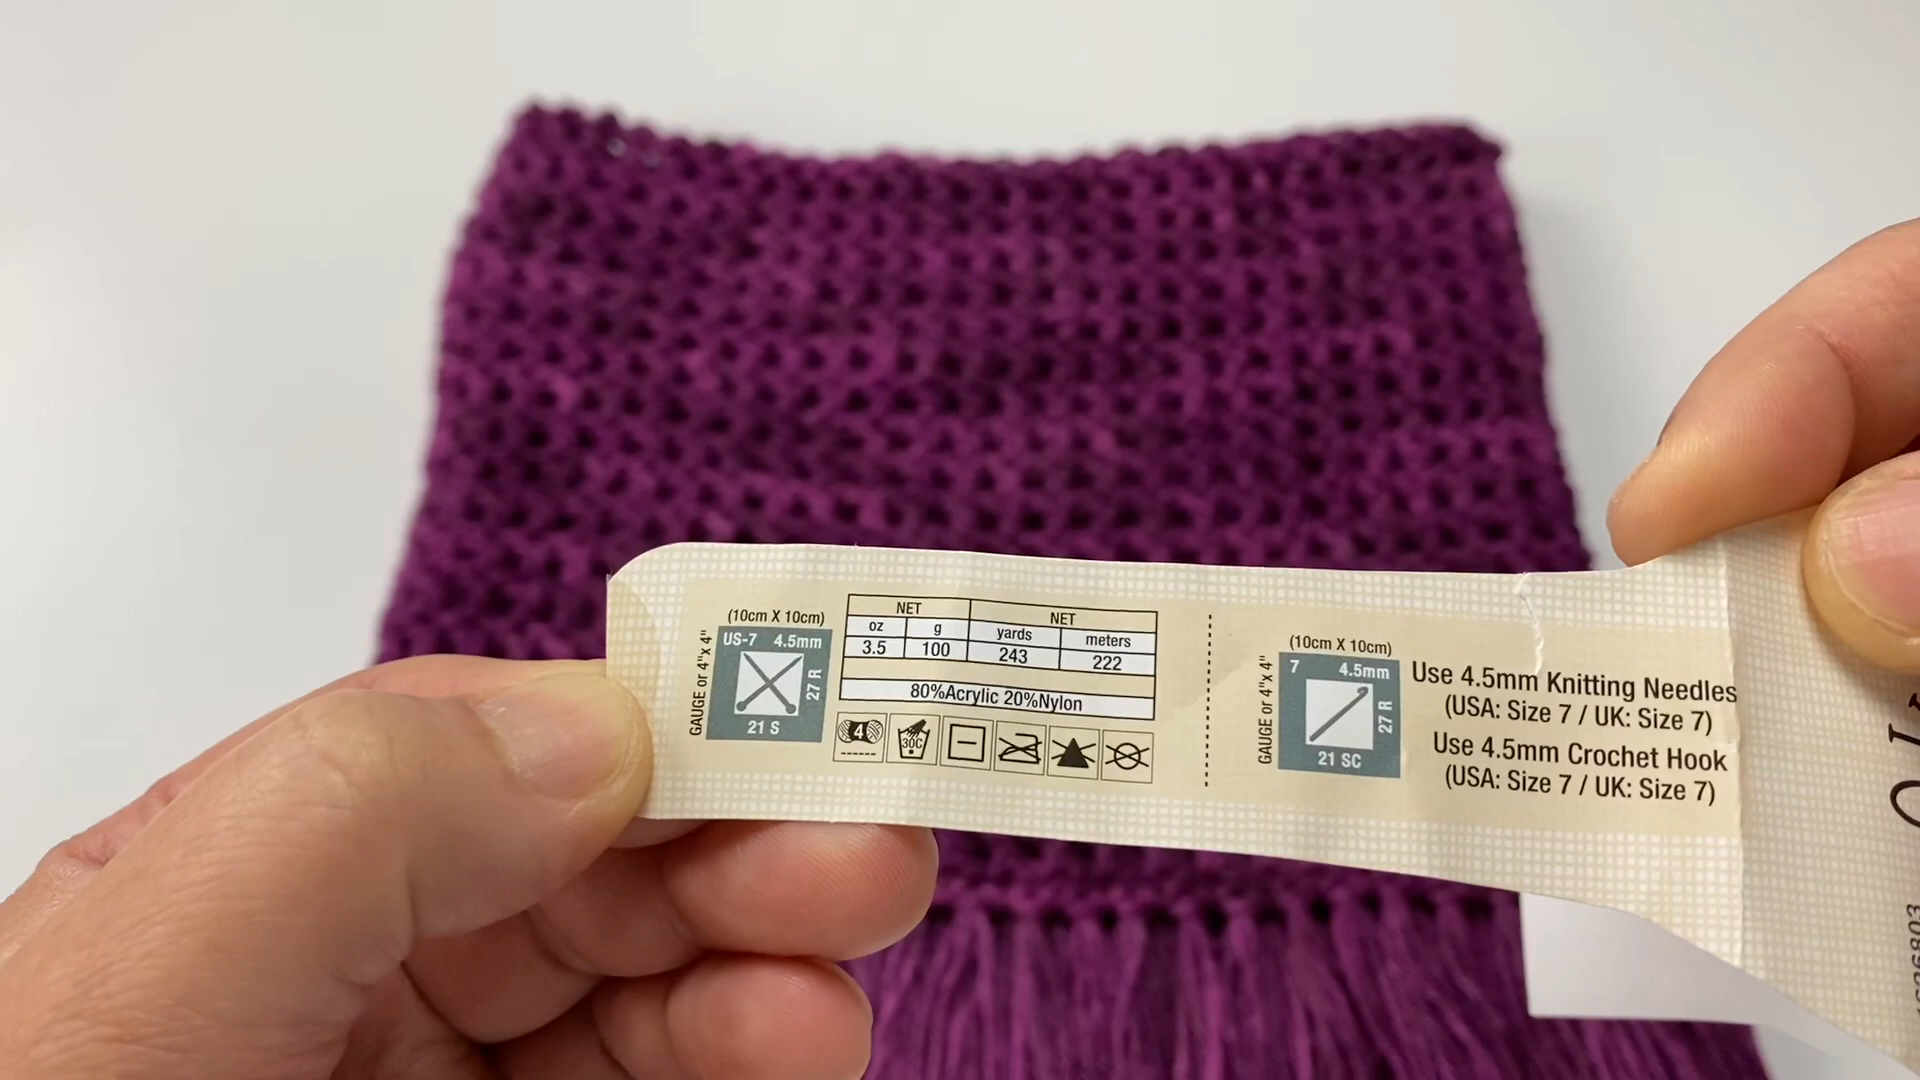 (10cm X 10cm)
GAUGE or 4"x 4"
US-7 4.5mm
27 R
21 S
NET NET
oz g yards meters
3.5 100 243 222
80%Acrylic 20%Nylon
4
30C
(10cm X 10cm)
GAUGE or 4"x 4"
7 4.5mm
27 R
21 SC
Use 4.5mm Knitting Needles
(USA: Size 7 / UK: Size 7)
Use 4.5mm Crochet Hook
(USA: Size 7 / UK: Size 7)